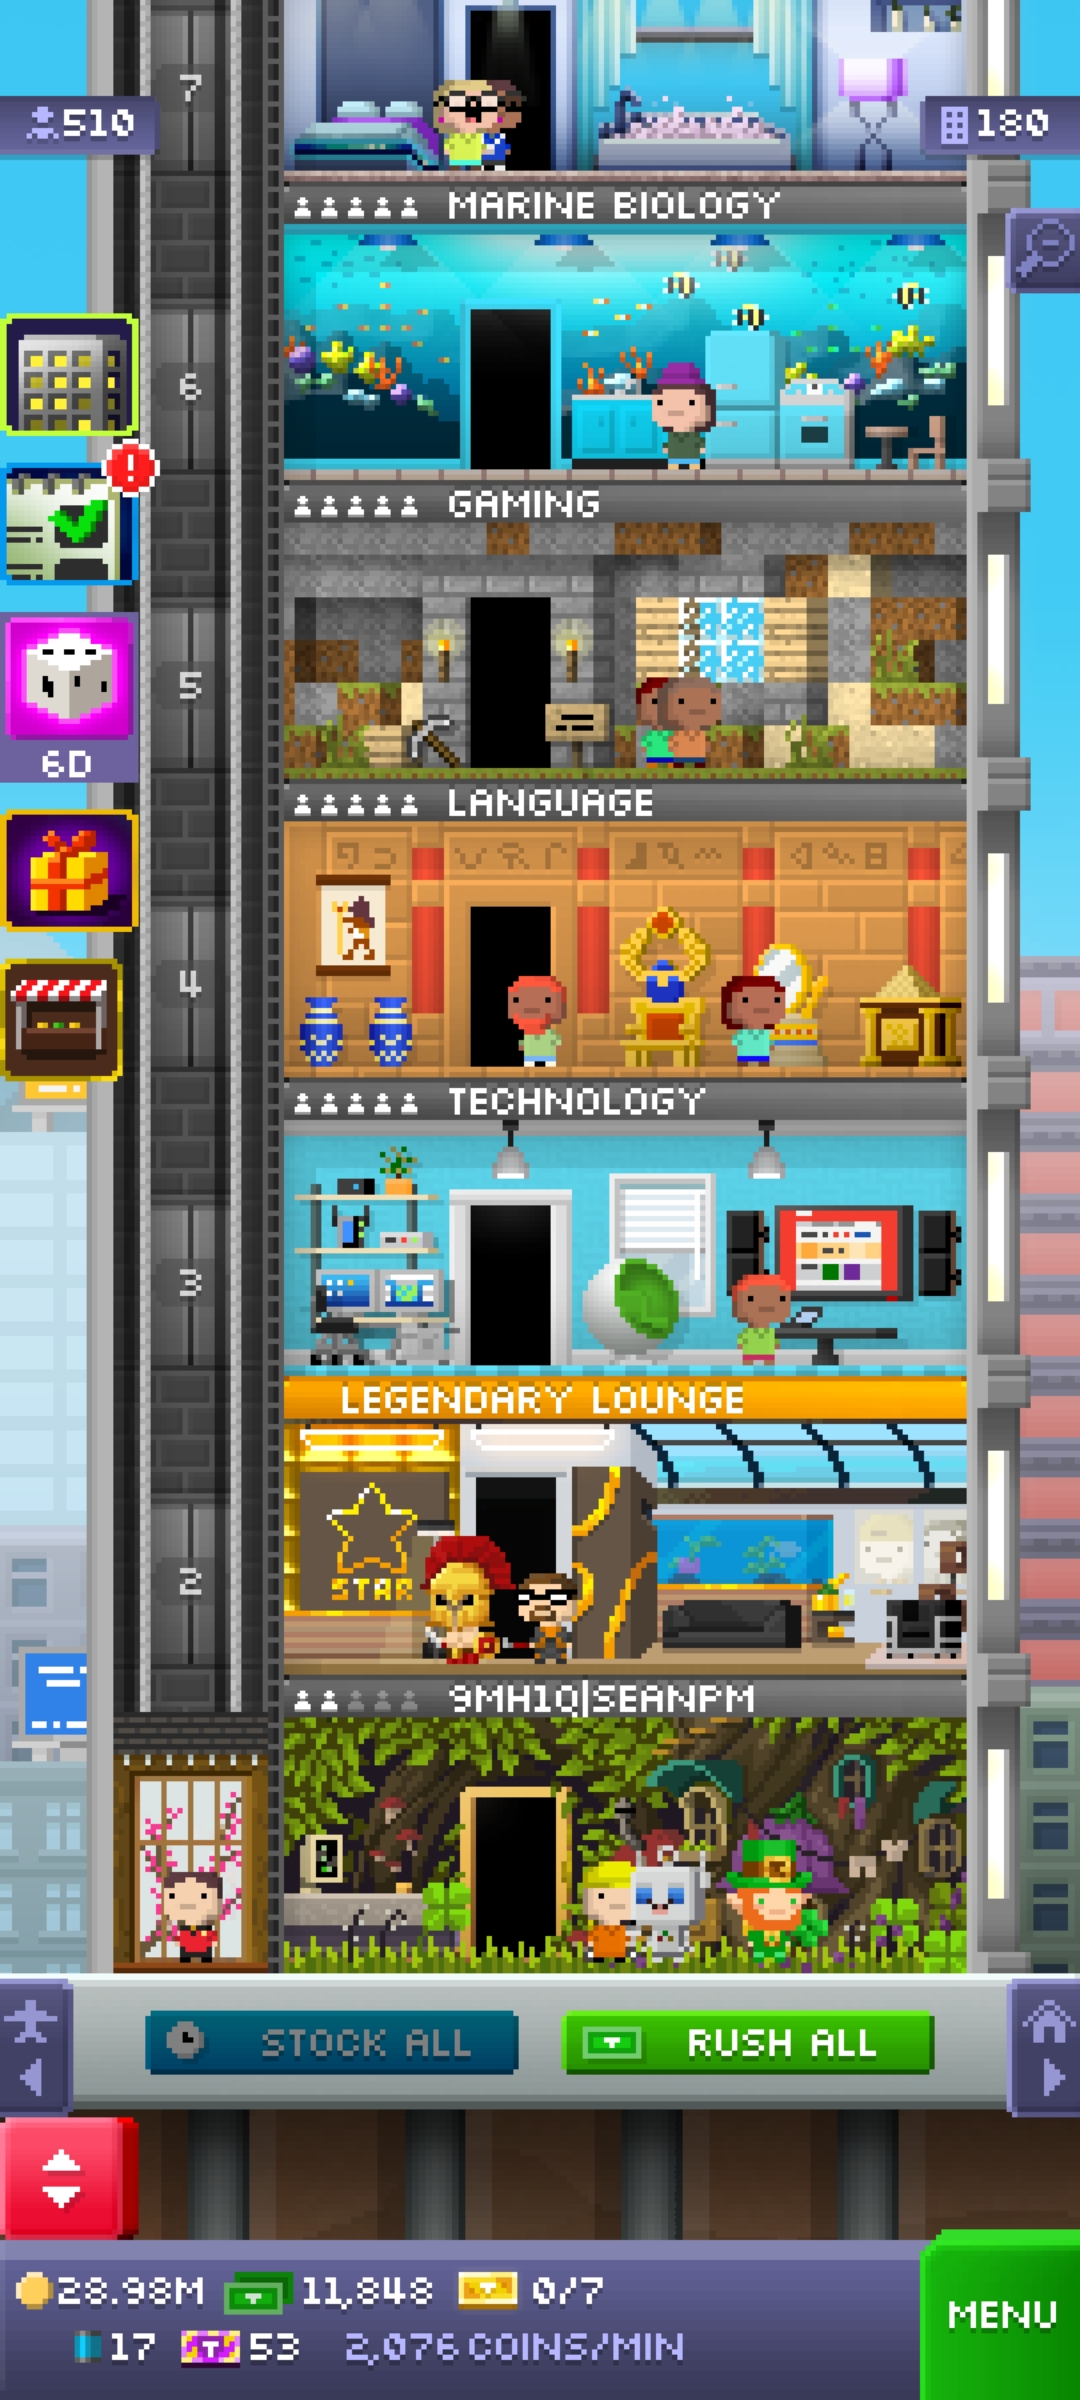 7
510
180
MARINE BIOLOGY
6
GAMING
5
6D
LANGUAGE
4
TECHNOLOGY
3
LEGENDARY LOUNGE
STAR
2
9MH1Q|SEANPM
STOCK ALL
RUSH ALL
28.98M 11,848 0/7
MENU
17 53 2,076 COINS/MIN